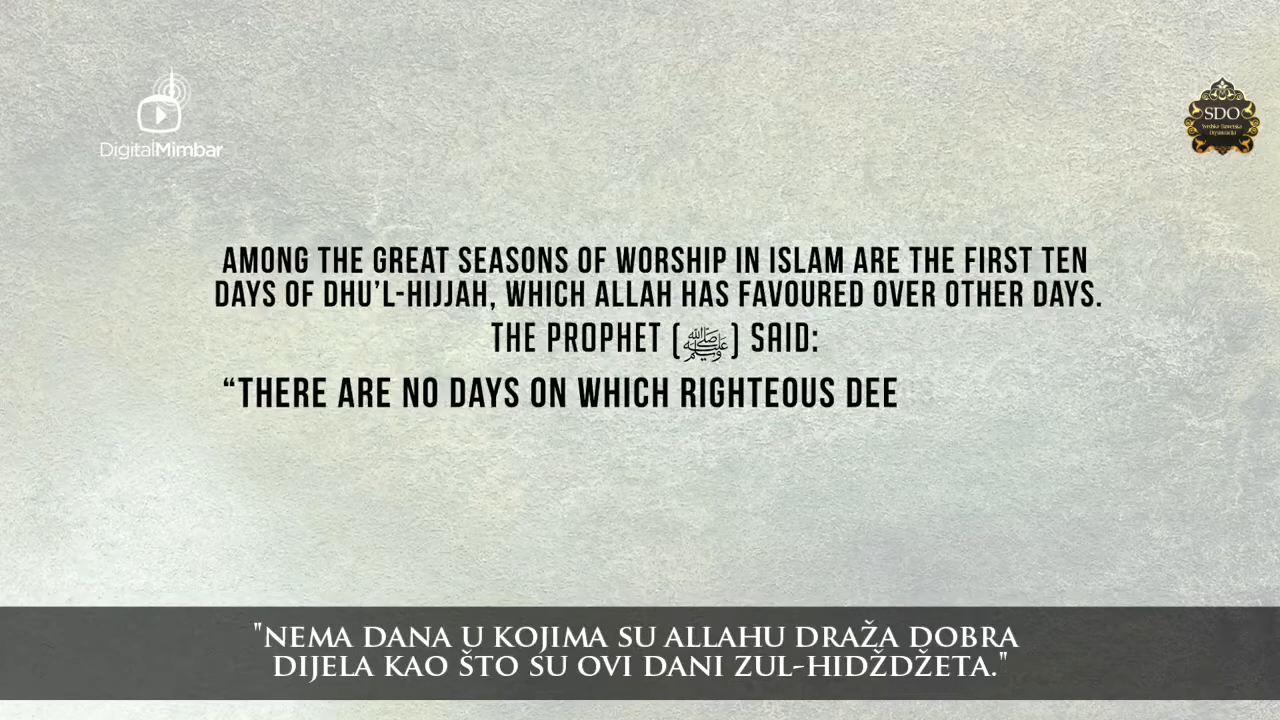 DigitalMimbar
SDO
AMONG THE GREAT SEASONS OF WORSHIP IN ISLAM ARE THE FIRST TEN
DAYS OF DHU’L-HIJJAH, WHICH ALLAH HAS FAVOURED OVER OTHER DAYS.
THE PROPHET (ﷺ) SAID:
“THERE ARE NO DAYS ON WHICH RIGHTEOUS DEE
"NEMA DANA U KOJIMA SU ALLAHU DRAŽA DOBRA
DIJELA KAO ŠTO SU OVI DANI ZUL-HIDŽDŽETA."